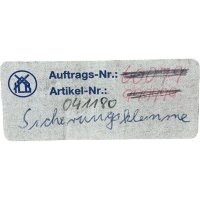 Auftrags-Nr.:
Artikel-Nr.:
041180
Sicherungsklemme